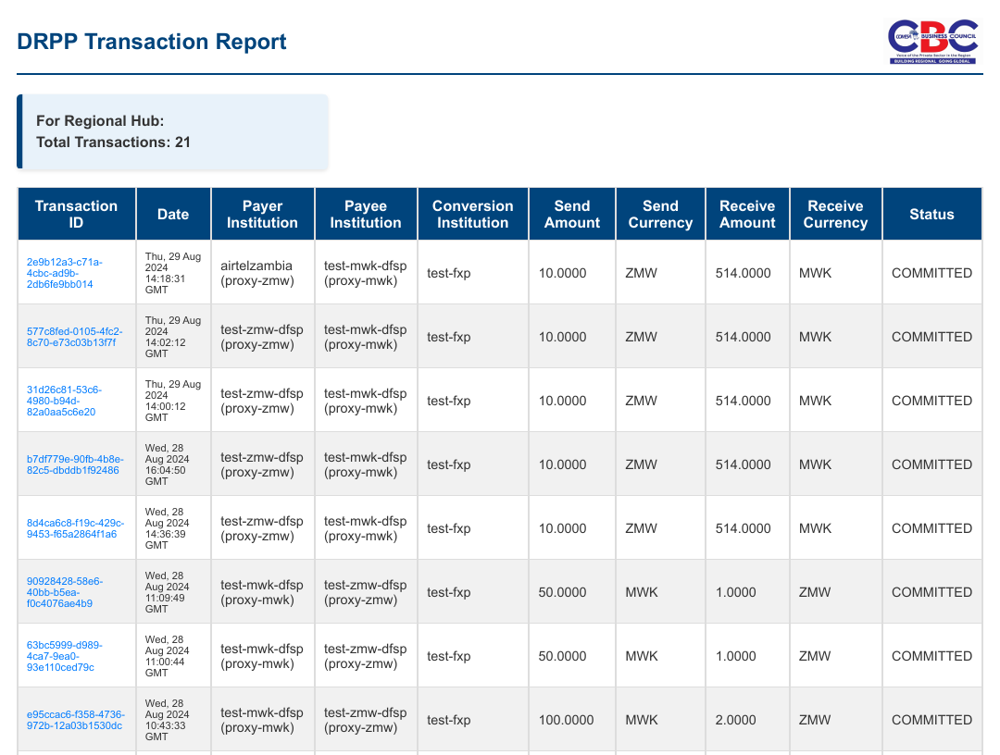 DRPP Transaction Report
CBC
COMESA BUSINESS COUNCIL
Voice of the Private Sector in the Region
BUILDING REGIONAL GOING GLOBAL
For Regional Hub:
Total Transactions: 21
Transaction
ID
Date
Payer
Institution
Payee
Institution
Conversion
Institution
Send
Amount
Send
Currency
Receive
Amount
Receive
Currency
Status
2e9b12a3-c71a-
4cbc-ad9b-
2db6fe9bb014
Thu, 29 Aug
2024
14:18:31
GMT
airtelzambia
(proxy-zmw)
test-mwk-dfsp
(proxy-mwk)
test-fxp
10.0000
ZMW
514.0000
MWK
COMMITTED
577c8fed-0105-4fc2-
8c70-e73c03b13f7f
Thu, 29 Aug
2024
14:02:12
GMT
test-zmw-dfsp
(proxy-zmw)
test-mwk-dfsp
(proxy-mwk)
test-fxp
10.0000
ZMW
514.0000
MWK
COMMITTED
31d26c81-53c6-
4980-b94d-
82a0aa5c6e20
Thu, 29 Aug
2024
14:00:12
GMT
test-zmw-dfsp
(proxy-zmw)
test-mwk-dfsp
(proxy-mwk)
test-fxp
10.0000
ZMW
514.0000
MWK
COMMITTED
b7df779e-90fb-4b8e-
82c5-dbddb1f92486
Wed, 28
Aug 2024
16:04:50
GMT
test-zmw-dfsp
(proxy-zmw)
test-mwk-dfsp
(proxy-mwk)
test-fxp
10.0000
ZMW
514.0000
MWK
COMMITTED
8d4ca6c8-f19c-429c-
9453-f65a2864f1a6
Wed, 28
Aug 2024
14:36:39
GMT
test-zmw-dfsp
(proxy-zmw)
test-mwk-dfsp
(proxy-mwk)
test-fxp
10.0000
ZMW
514.0000
MWK
COMMITTED
90928428-58e6-
40bb-b5ea-
f0c4076ae4b9
Wed, 28
Aug 2024
11:09:49
GMT
test-mwk-dfsp
(proxy-mwk)
test-zmw-dfsp
(proxy-zmw)
test-fxp
50.0000
MWK
1.0000
ZMW
COMMITTED
63bc5999-d989-
4ca7-9ea0-
93e110ced79c
Wed, 28
Aug 2024
11:00:44
GMT
test-mwk-dfsp
(proxy-mwk)
test-zmw-dfsp
(proxy-zmw)
test-fxp
50.0000
MWK
1.0000
ZMW
COMMITTED
e95ccac6-f358-4736-
972b-12a03b1530dc
Wed, 28
Aug 2024
10:43:33
GMT
test-mwk-dfsp
(proxy-mwk)
test-zmw-dfsp
(proxy-zmw)
test-fxp
100.0000
MWK
2.0000
ZMW
COMMITTED